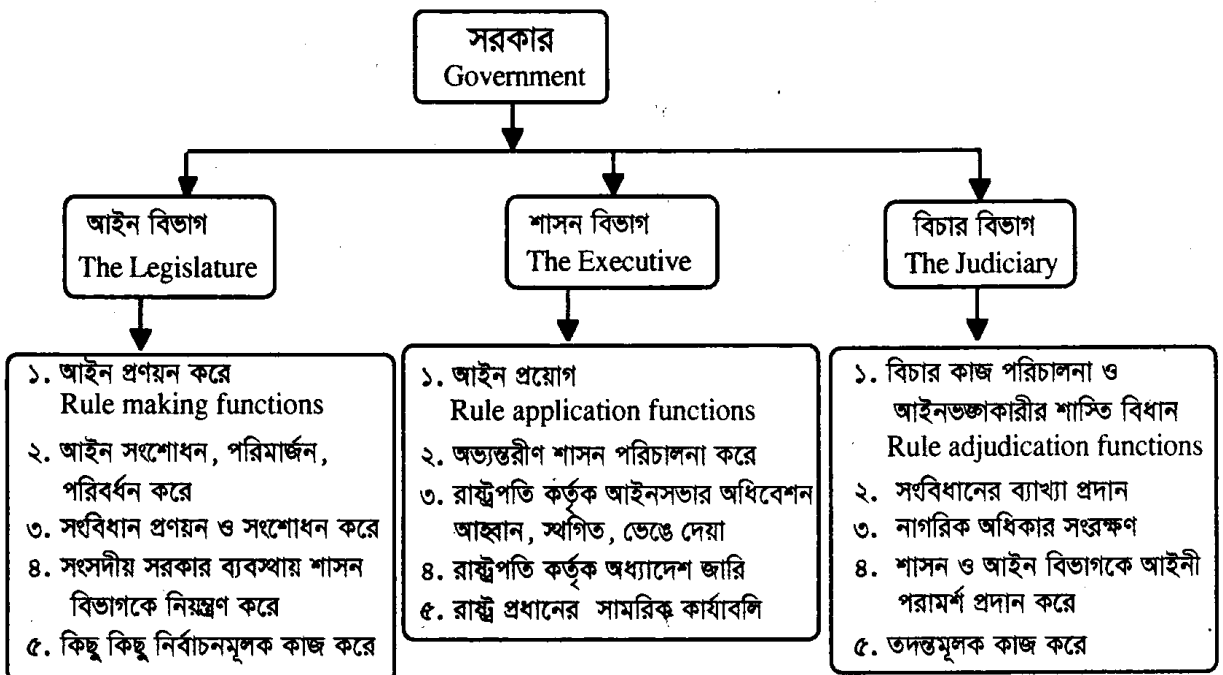 সরকার
Government
আইন বিভাগ
The Legislature
শাসন বিভাগ
The Executive
বিচার বিভাগ
The Judiciary
১. আইন প্রণয়ন করে
Rule making functions
২. আইন সংশোধন, পরিমার্জন,
পরিবর্ধন করে
৩. সংবিধান প্রণয়ন ও সংশোধন করে
৪. সংসদীয় সরকার ব্যবস্থায় শাসন
বিভাগকে নিয়ন্ত্রণ করে
৫. কিছু কিছু নির্বাচনমূলক কাজ করে
১. আইন প্রয়োগ
Rule application functions
২. অভ্যন্তরীণ শাসন পরিচালনা করে
৩. রাষ্ট্রপতি কর্তৃক আইনসভার অধিবেশন
আহ্বান, স্থগিত, ভেঙে দেয়া
৪. রাষ্ট্রপতি কর্তৃক অধ্যাদেশ জারি
৫. রাষ্ট্র প্রধানের সামরিক কার্যাবলি
১. বিচার কাজ পরিচালনা ও
আইনভঙ্গকারীর শাস্তি বিধান
Rule adjudication functions
২. সংবিধানের ব্যাখ্যা প্রদান
৩. নাগরিক অধিকার সংরক্ষণ
৪. শাসন ও আইন বিভাগকে আইনী
পরামর্শ প্রদান করে
৫. তদন্তমূলক কাজ করে